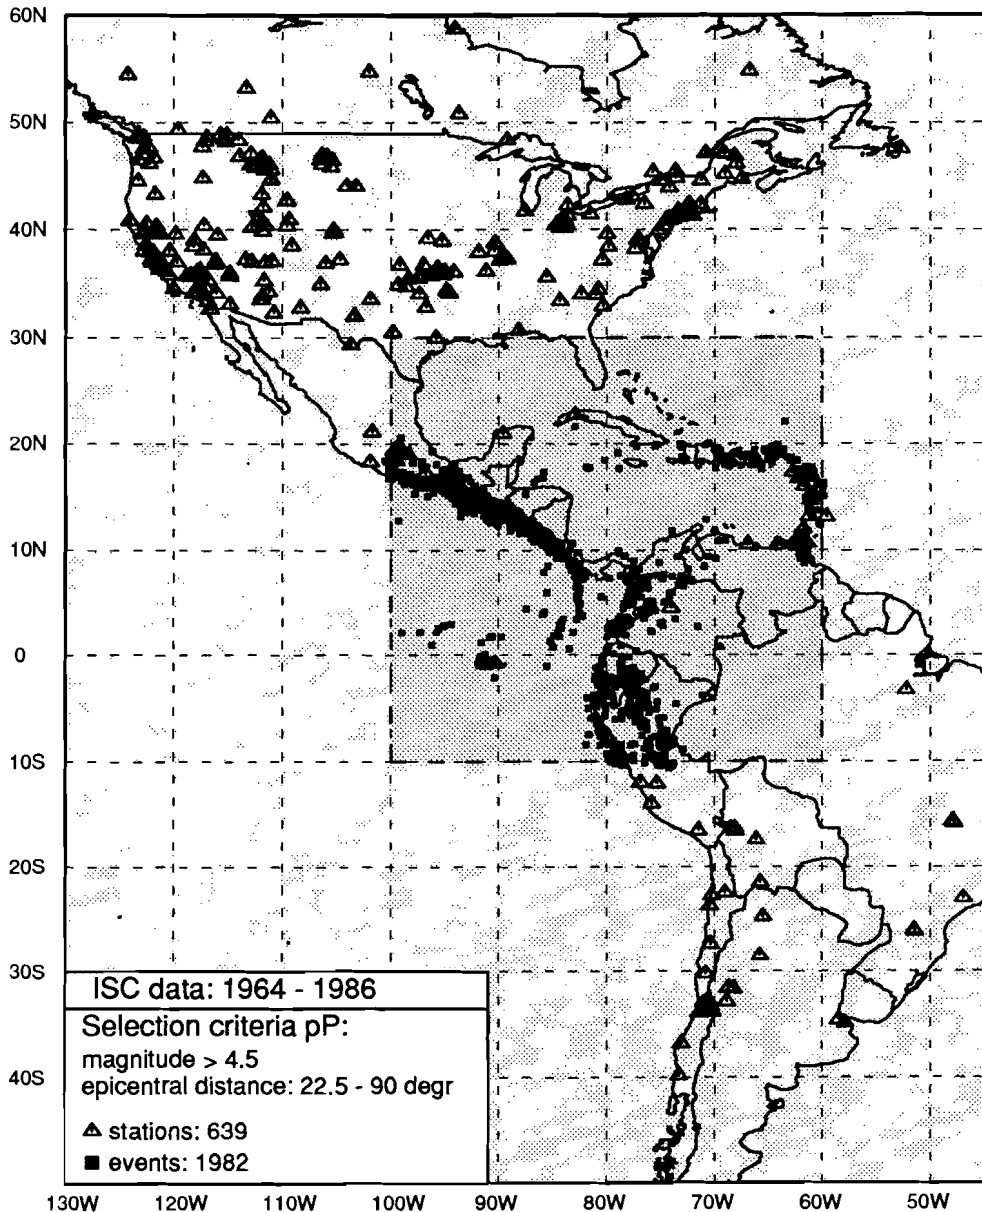 60N
50N
40N
30N
20N
10N
0
10S
20S
30S
40S
ISC data: 1964 - 1986
Selection criteria pP:
magnitude > 4.5
epicentral distance: 22.5 - 90 degr
stations: 639
events: 1982
130W 120W 110W 100W 90W 80W 70W 60W 50W